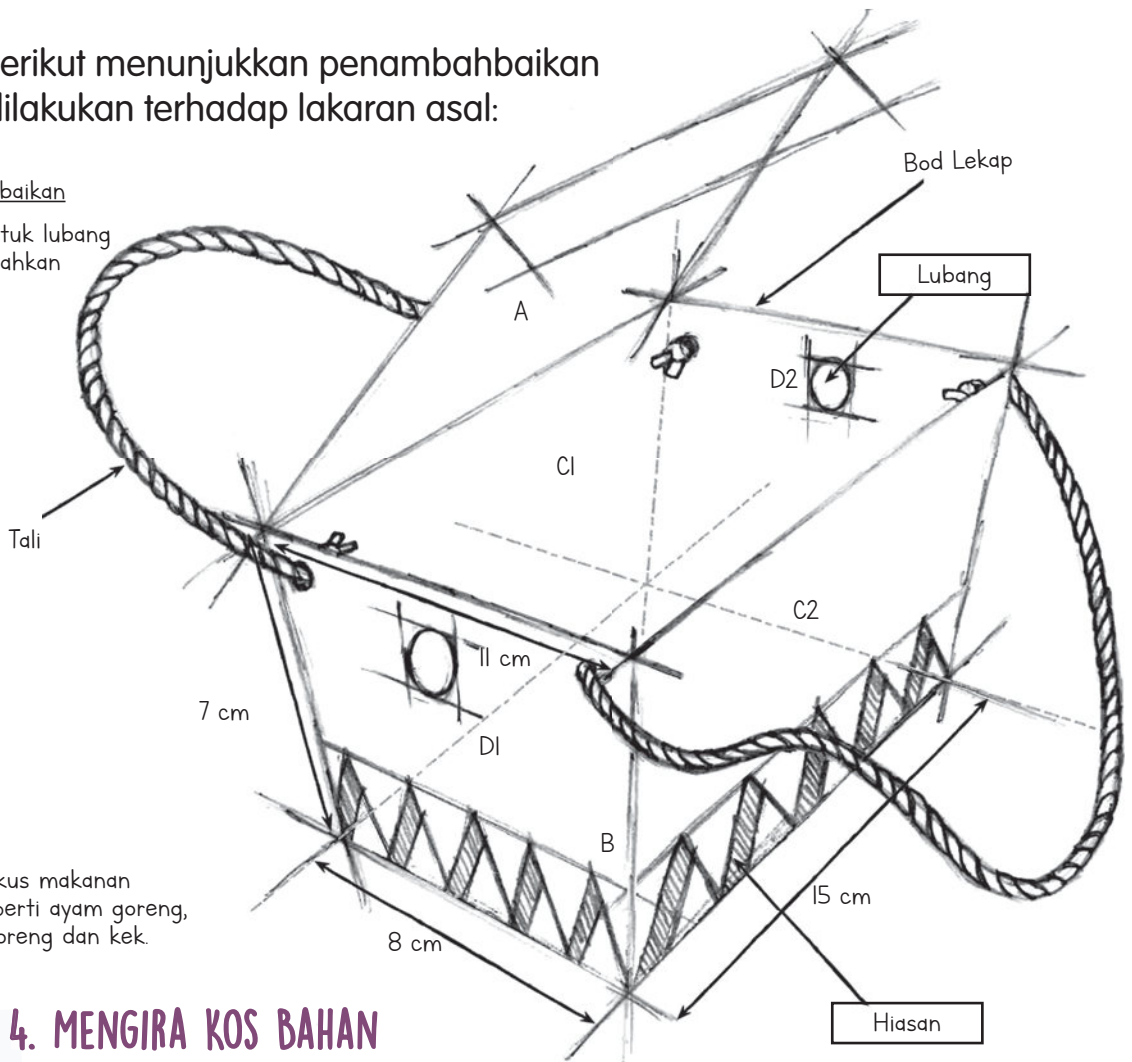 erikut menunjukkan penambahbaikan
dilakukan terhadap lakaran asal:
baikan
tuk lubang
ahkan
Bod Lekap
Lubang
A
D2
C1
Tali
C2
11 cm
7 cm
D1
B
15 cm
kus makanan
perti ayam goreng,
oreng dan kek.
8 cm
Hiasan
4. MENGIRA KOS BAHAN